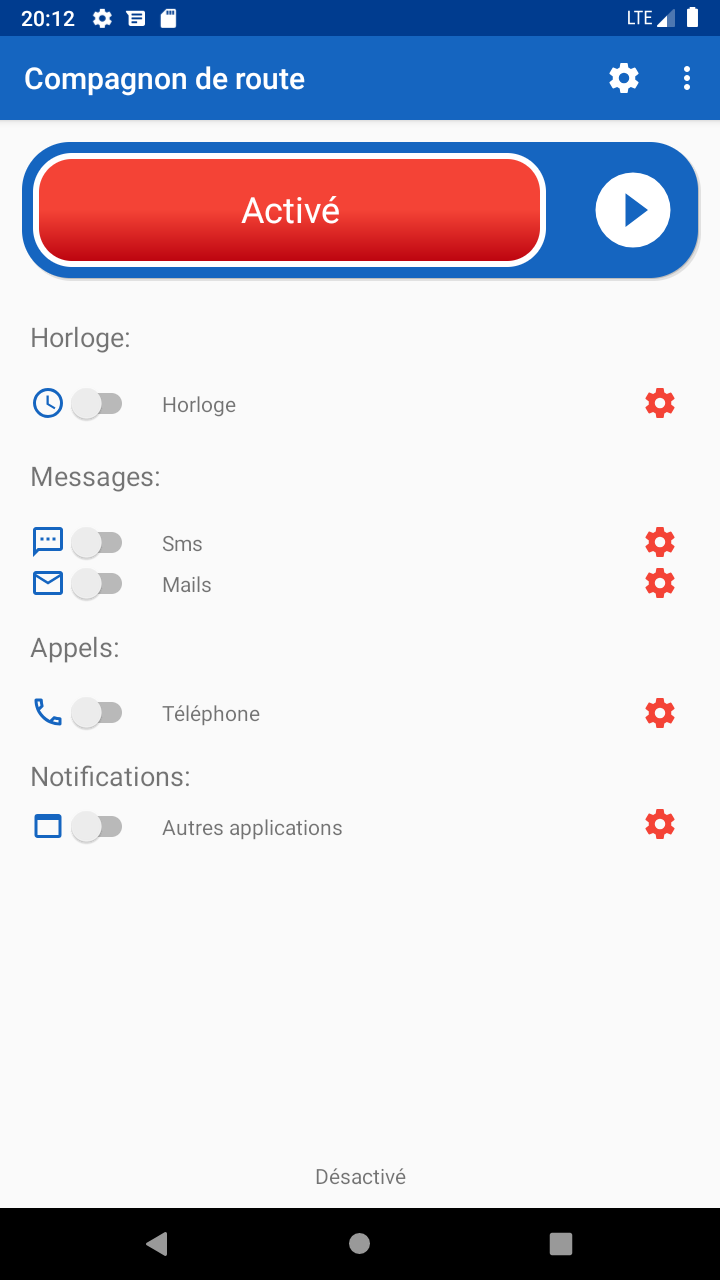 20:12
LTE
Compagnon de route
Activé
Horloge:
Horloge
Messages:
Sms
Mails
Appels:
Téléphone
Notifications:
Autres applications
Désactivé